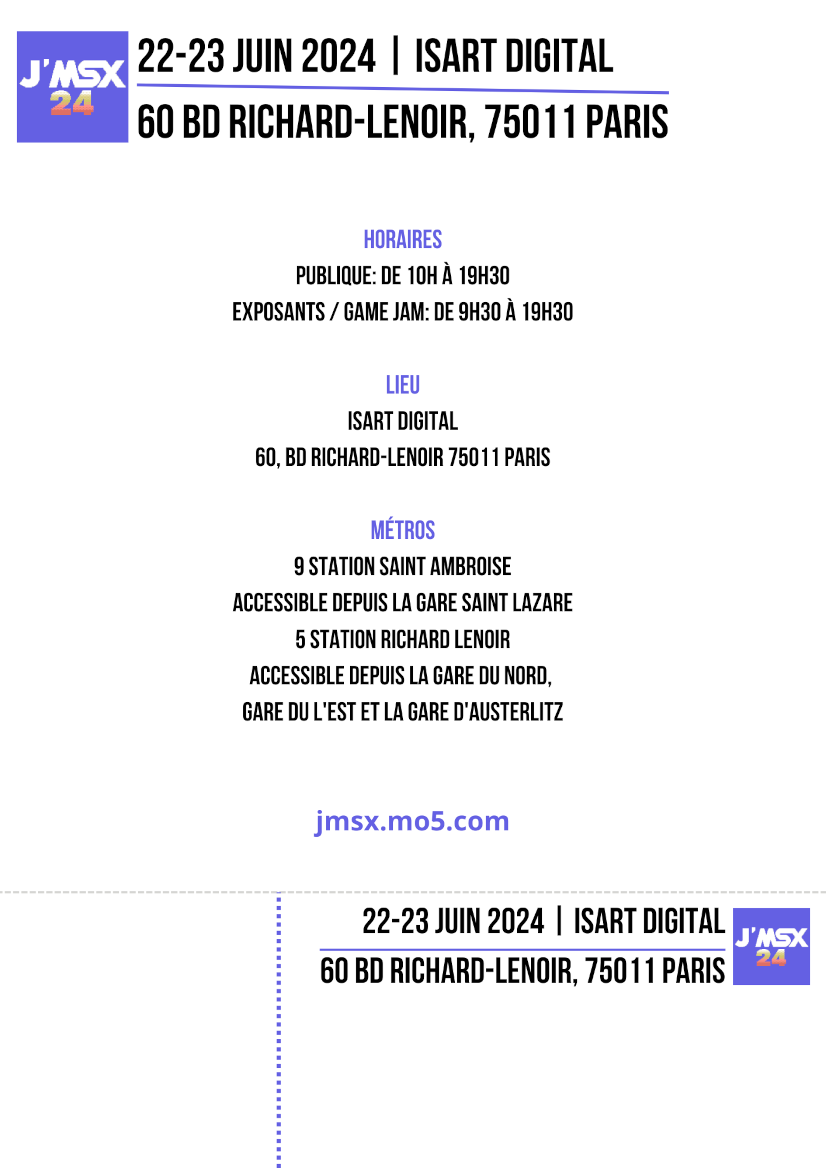 J'MSX
24
22-23 JUIN 2024 | ISART DIGITAL
60 BD RICHARD-LENOIR, 75011 PARIS
HORAIRES
PUBLIQUE: DE 10H À 19H30
EXPOSANTS / GAME JAM: DE 9H30 À 19H30
LIEU
ISART DIGITAL
60, BD RICHARD-LENOIR 75011 PARIS
MÉTROS
9 STATION SAINT AMBROISE
ACCESSIBLE DEPUIS LA GARE SAINT LAZARE
5 STATION RICHARD LENOIR
ACCESSIBLE DEPUIS LA GARE DU NORD,
GARE DU L'EST ET LA GARE D'AUSTERLITZ
jmsx.mo5.com
22-23 JUIN 2024 | ISART DIGITAL
60 BD RICHARD-LENOIR, 75011 PARIS
J'MSX
24